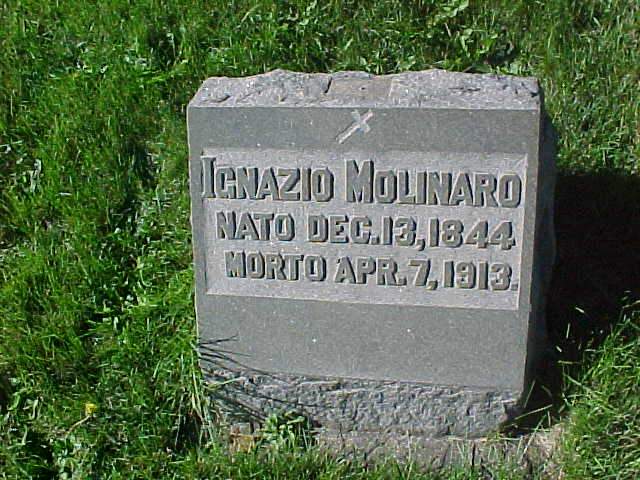 IGNAZIO MOLINARO
NATO DEC. 13, 1844
MORTO APR. 7, 1913.